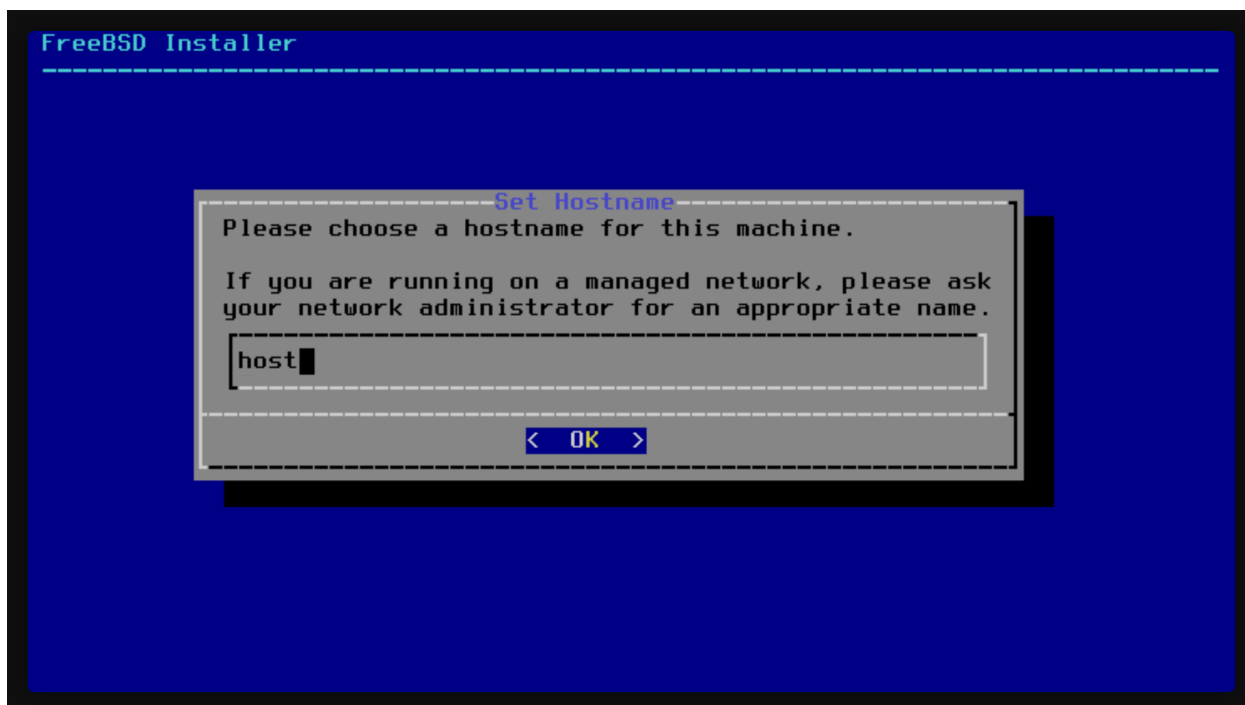 FreeBSD Installer
Set Hostname
Please choose a hostname for this machine.
If you are running on a managed network, please ask
your network administrator for an appropriate name.
host
< OK >